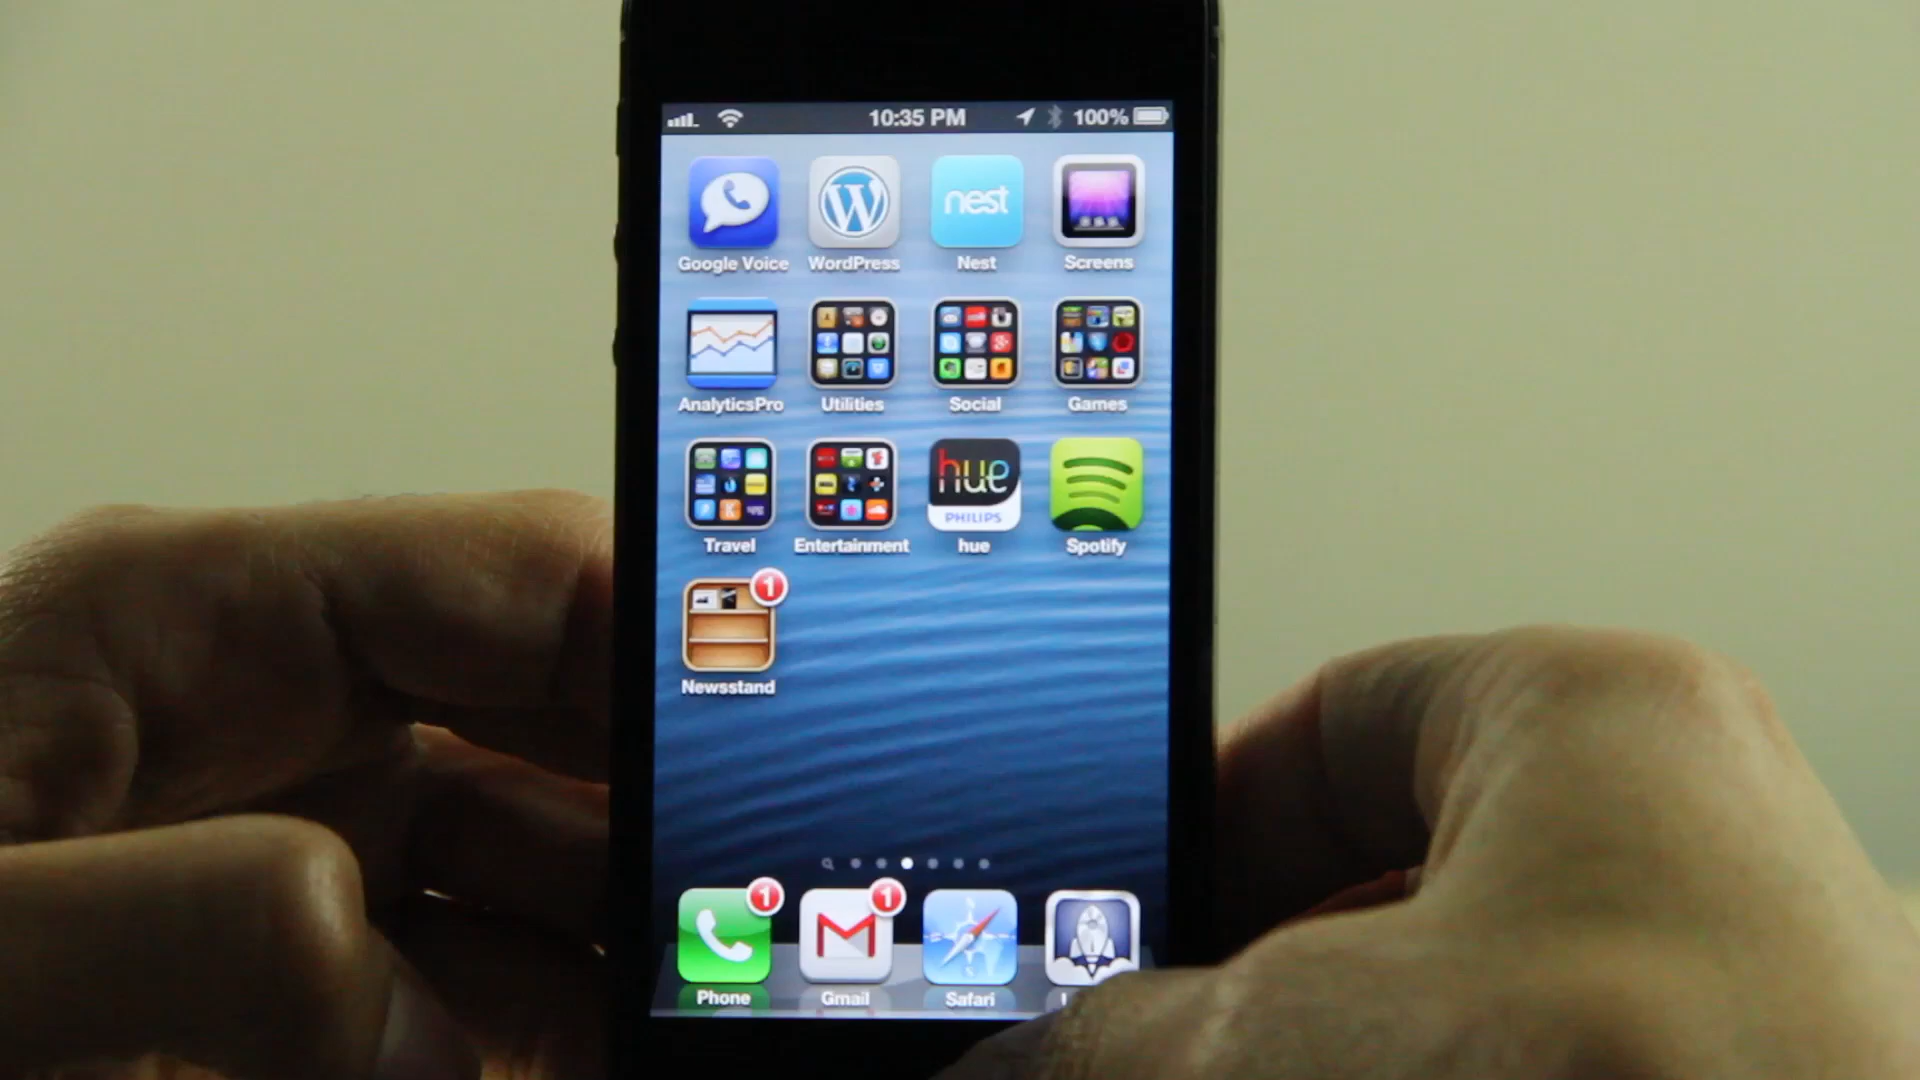 10:35 PM 100%
nest
Google Voice WordPress Nest Screens
AnalyticsPro Utilities Social Games
hue
PHILIPS
Travel Entertainment hue Spotify
1
Newsstand
1 1
Phone Gmail Safari